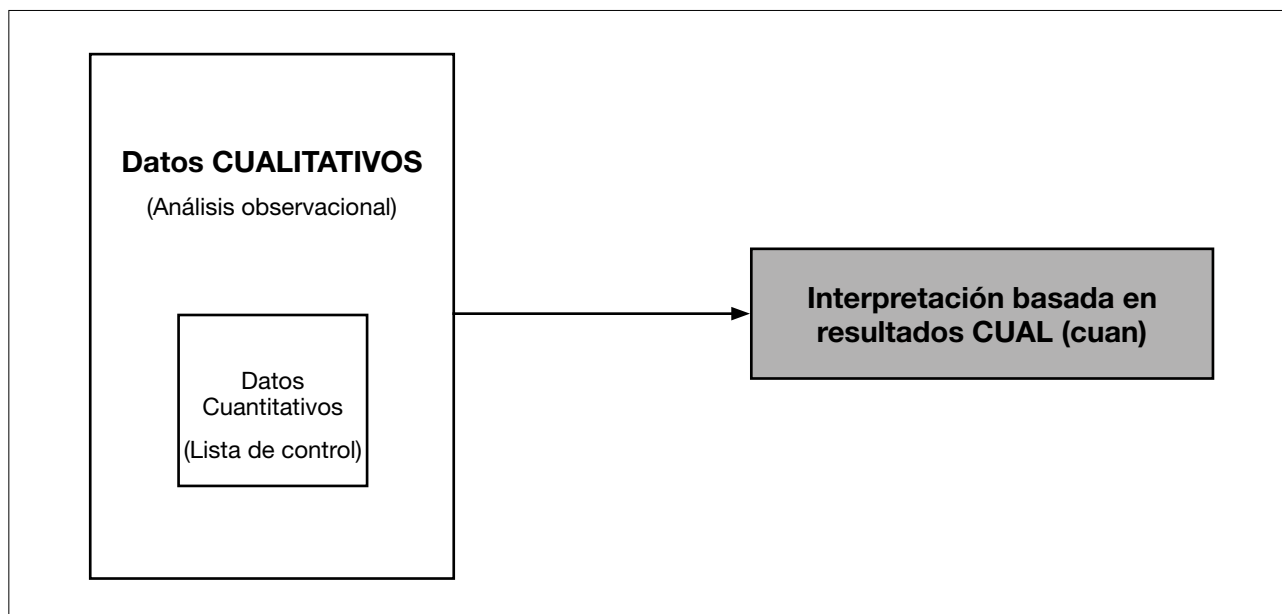 Datos CUALITATIVOS
(Análisis observacional)
Datos
Cuantitativos
(Lista de control)
Interpretación basada en
resultados CUAL (cuan)